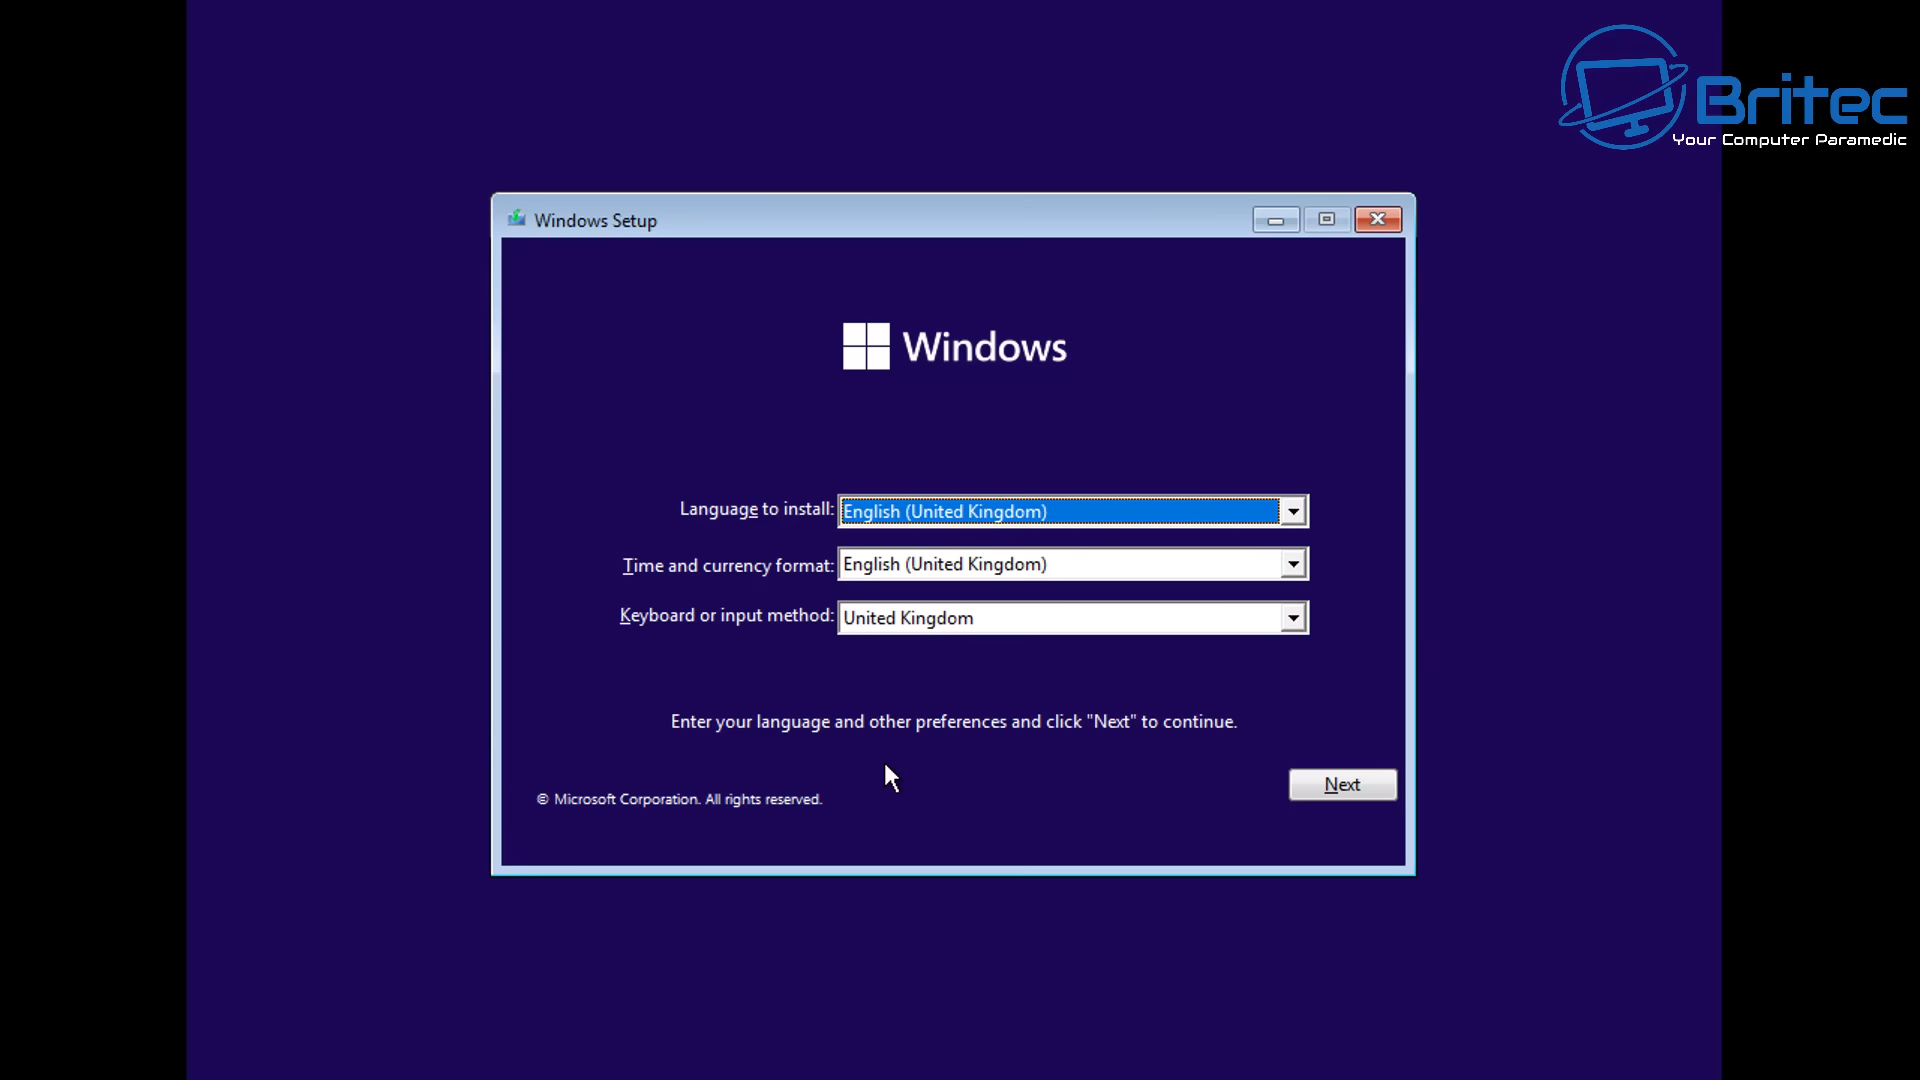 Britec
Your Computer Paramedic
Windows Setup
Windows
Language to install: English (United Kingdom)
Time and currency format: English (United Kingdom)
Keyboard or input method: United Kingdom
Enter your language and other preferences and click "Next" to continue.
© Microsoft Corporation. All rights reserved.
Next